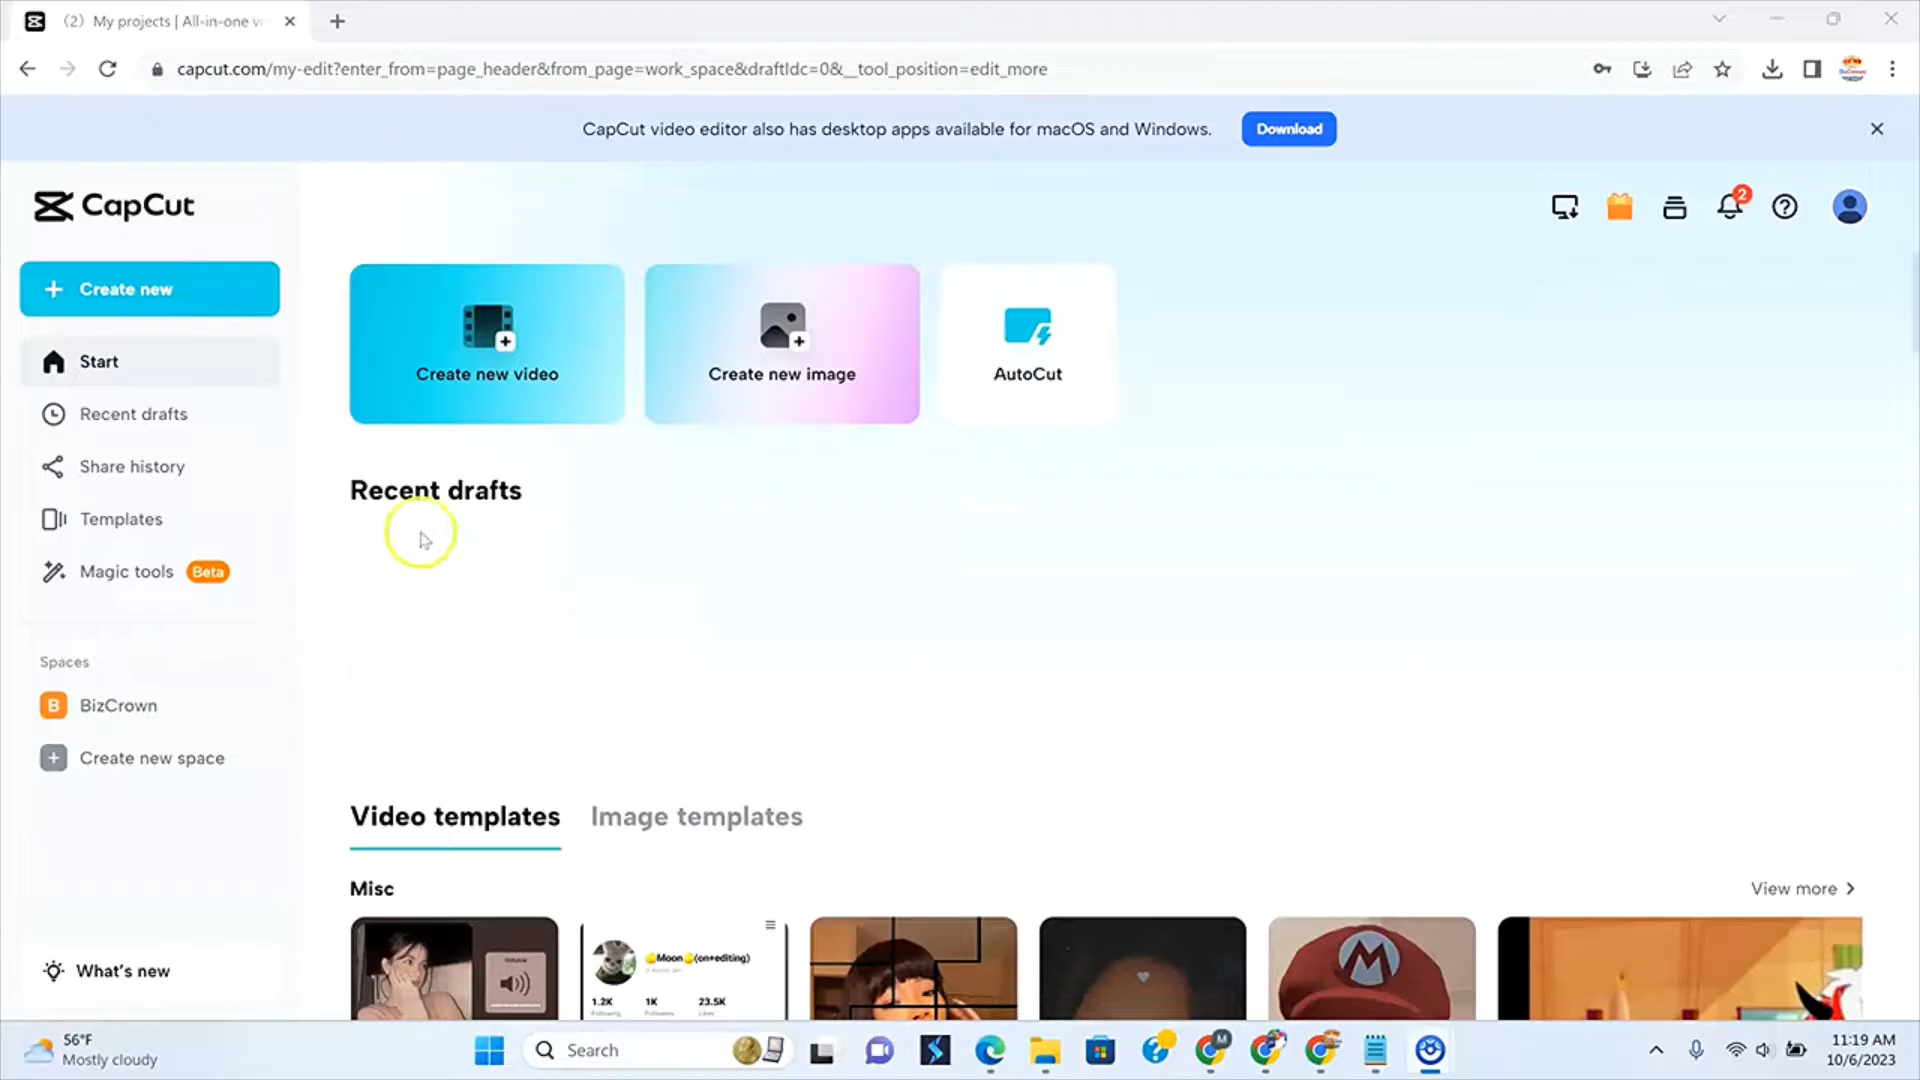 (2) My projects | All-in-one v
capcut.com/my-edit?enter_from=page_header&from_page=work_space&draftIdc=0&__tool_position=edit_more
CapCut video editor also has desktop apps available for macOS and Windows.
Download
CapCut
2
Create new
Start
Recent drafts
Share history
Templates
Magic tools Beta
Spaces
B BizCrown
Create new space
What's new
Create new video
Create new image
AutoCut
Recent drafts
Video templates
Image templates
Misc
View more
Moon (on+editing)
1.2K 1K 23.5K
Following Followers Likes
M
56°F
Mostly cloudy
Search
M
11:19 AM
10/6/2023